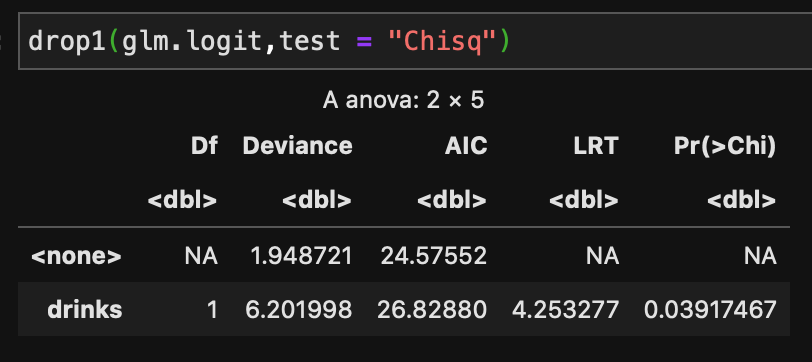 drop1(glm.logit,test = "Chisq")
A anova: 2 × 5
Df Deviance AIC LRT Pr(>Chi)
<dbl> <dbl> <dbl> <dbl> <dbl>
<none> NA 1.948721 24.57552 NA NA
drinks 1 6.201998 26.82880 4.253277 0.03917467